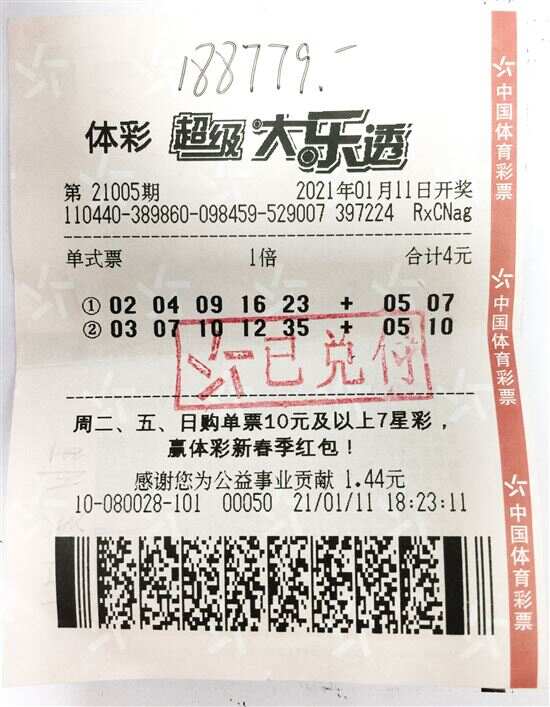 188779.-
体彩 超级大乐透
第 21005期 2021年01月11日开奖
110440-389860-098459-529007 397224 RxCNag
单式票 1倍 合计4元
① 02 04 09 16 23 + 05 07
② 03 07 10 12 35 + 05 10
已兑付
周二、五、日购单票10元及以上7星彩，
赢体彩新春季红包！
感谢您为公益事业贡献 1.44元
10-080028-101 00050 21/01/11 18:23:11
中国体育彩票
中国体育彩票
中国体育彩票